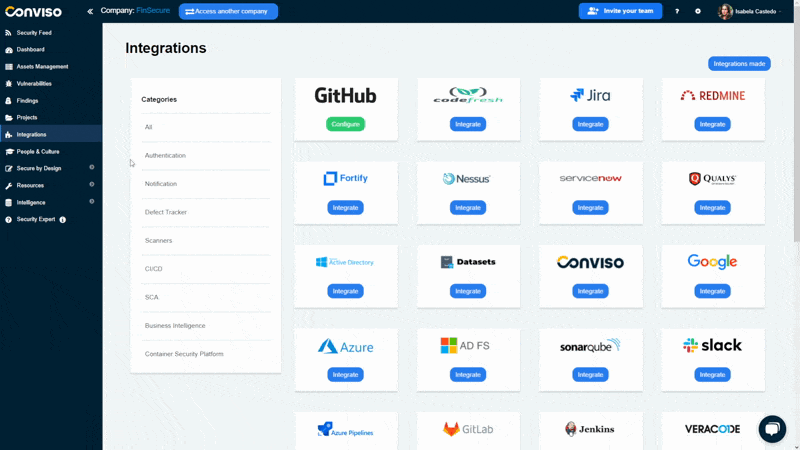 CONVISO
Company: FinSecure
Access another company
Invite your team
?
Isabela Castedo
Security Feed
Dashboard
Assets Management
Vulnerabilities
Findings
Projects
Integrations
People & Culture
Secure by Design
Resources
Intelligence
Security Expert
Integrations
Integrations made
Categories
All
Authentication
Notification
Defect Tracker
Scanners
CI/CD
SCA
Business Intelligence
Container Security Platform
GitHub
Configure
codefresh
Integrate
Jira
Integrate
REDMINE
Integrate
Fortify
Integrate
Nessus
Integrate
servicenow
Integrate
QUALYS
Integrate
Active Directory
Integrate
Datasets
Integrate
CONVISO
Integrate
Google
Integrate
Azure
Integrate
AD FS
Integrate
sonarqube
Integrate
slack
Integrate
Azure Pipelines
GitLab
Jenkins
VERACODE